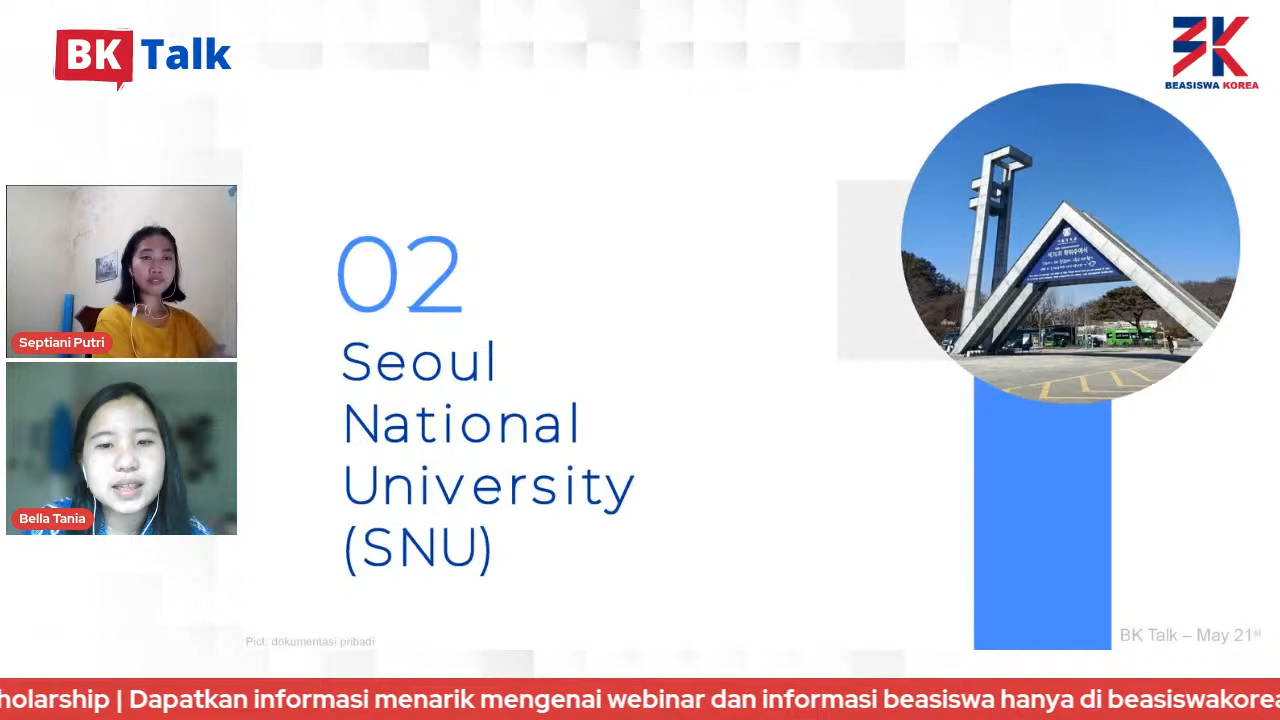 BK Talk
BEASISWA KOREA
Septiani Putri
Bella Tania
02
Seoul
National
University
(SNU)
Pict: dokumentasi pribadi
BK Talk – May 21st
holarship | Dapatkan informasi menarik mengenai webinar dan informasi beasiswa hanya di beasiswakorea